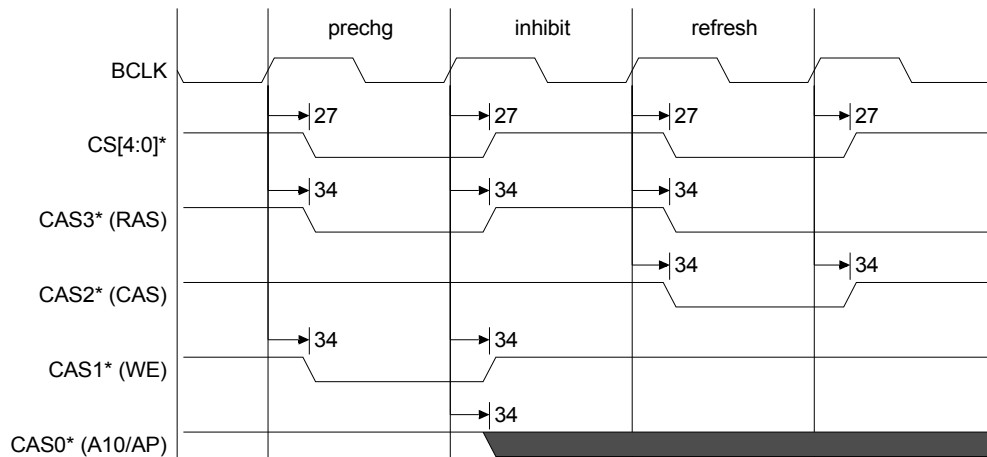 prechg inhibit refresh
BCLK
27 27 27 27
CS[4:0]*
34 34 34
CAS3* (RAS)
34 34
CAS2* (CAS)
34 34
CAS1* (WE)
34
CAS0* (A10/AP)